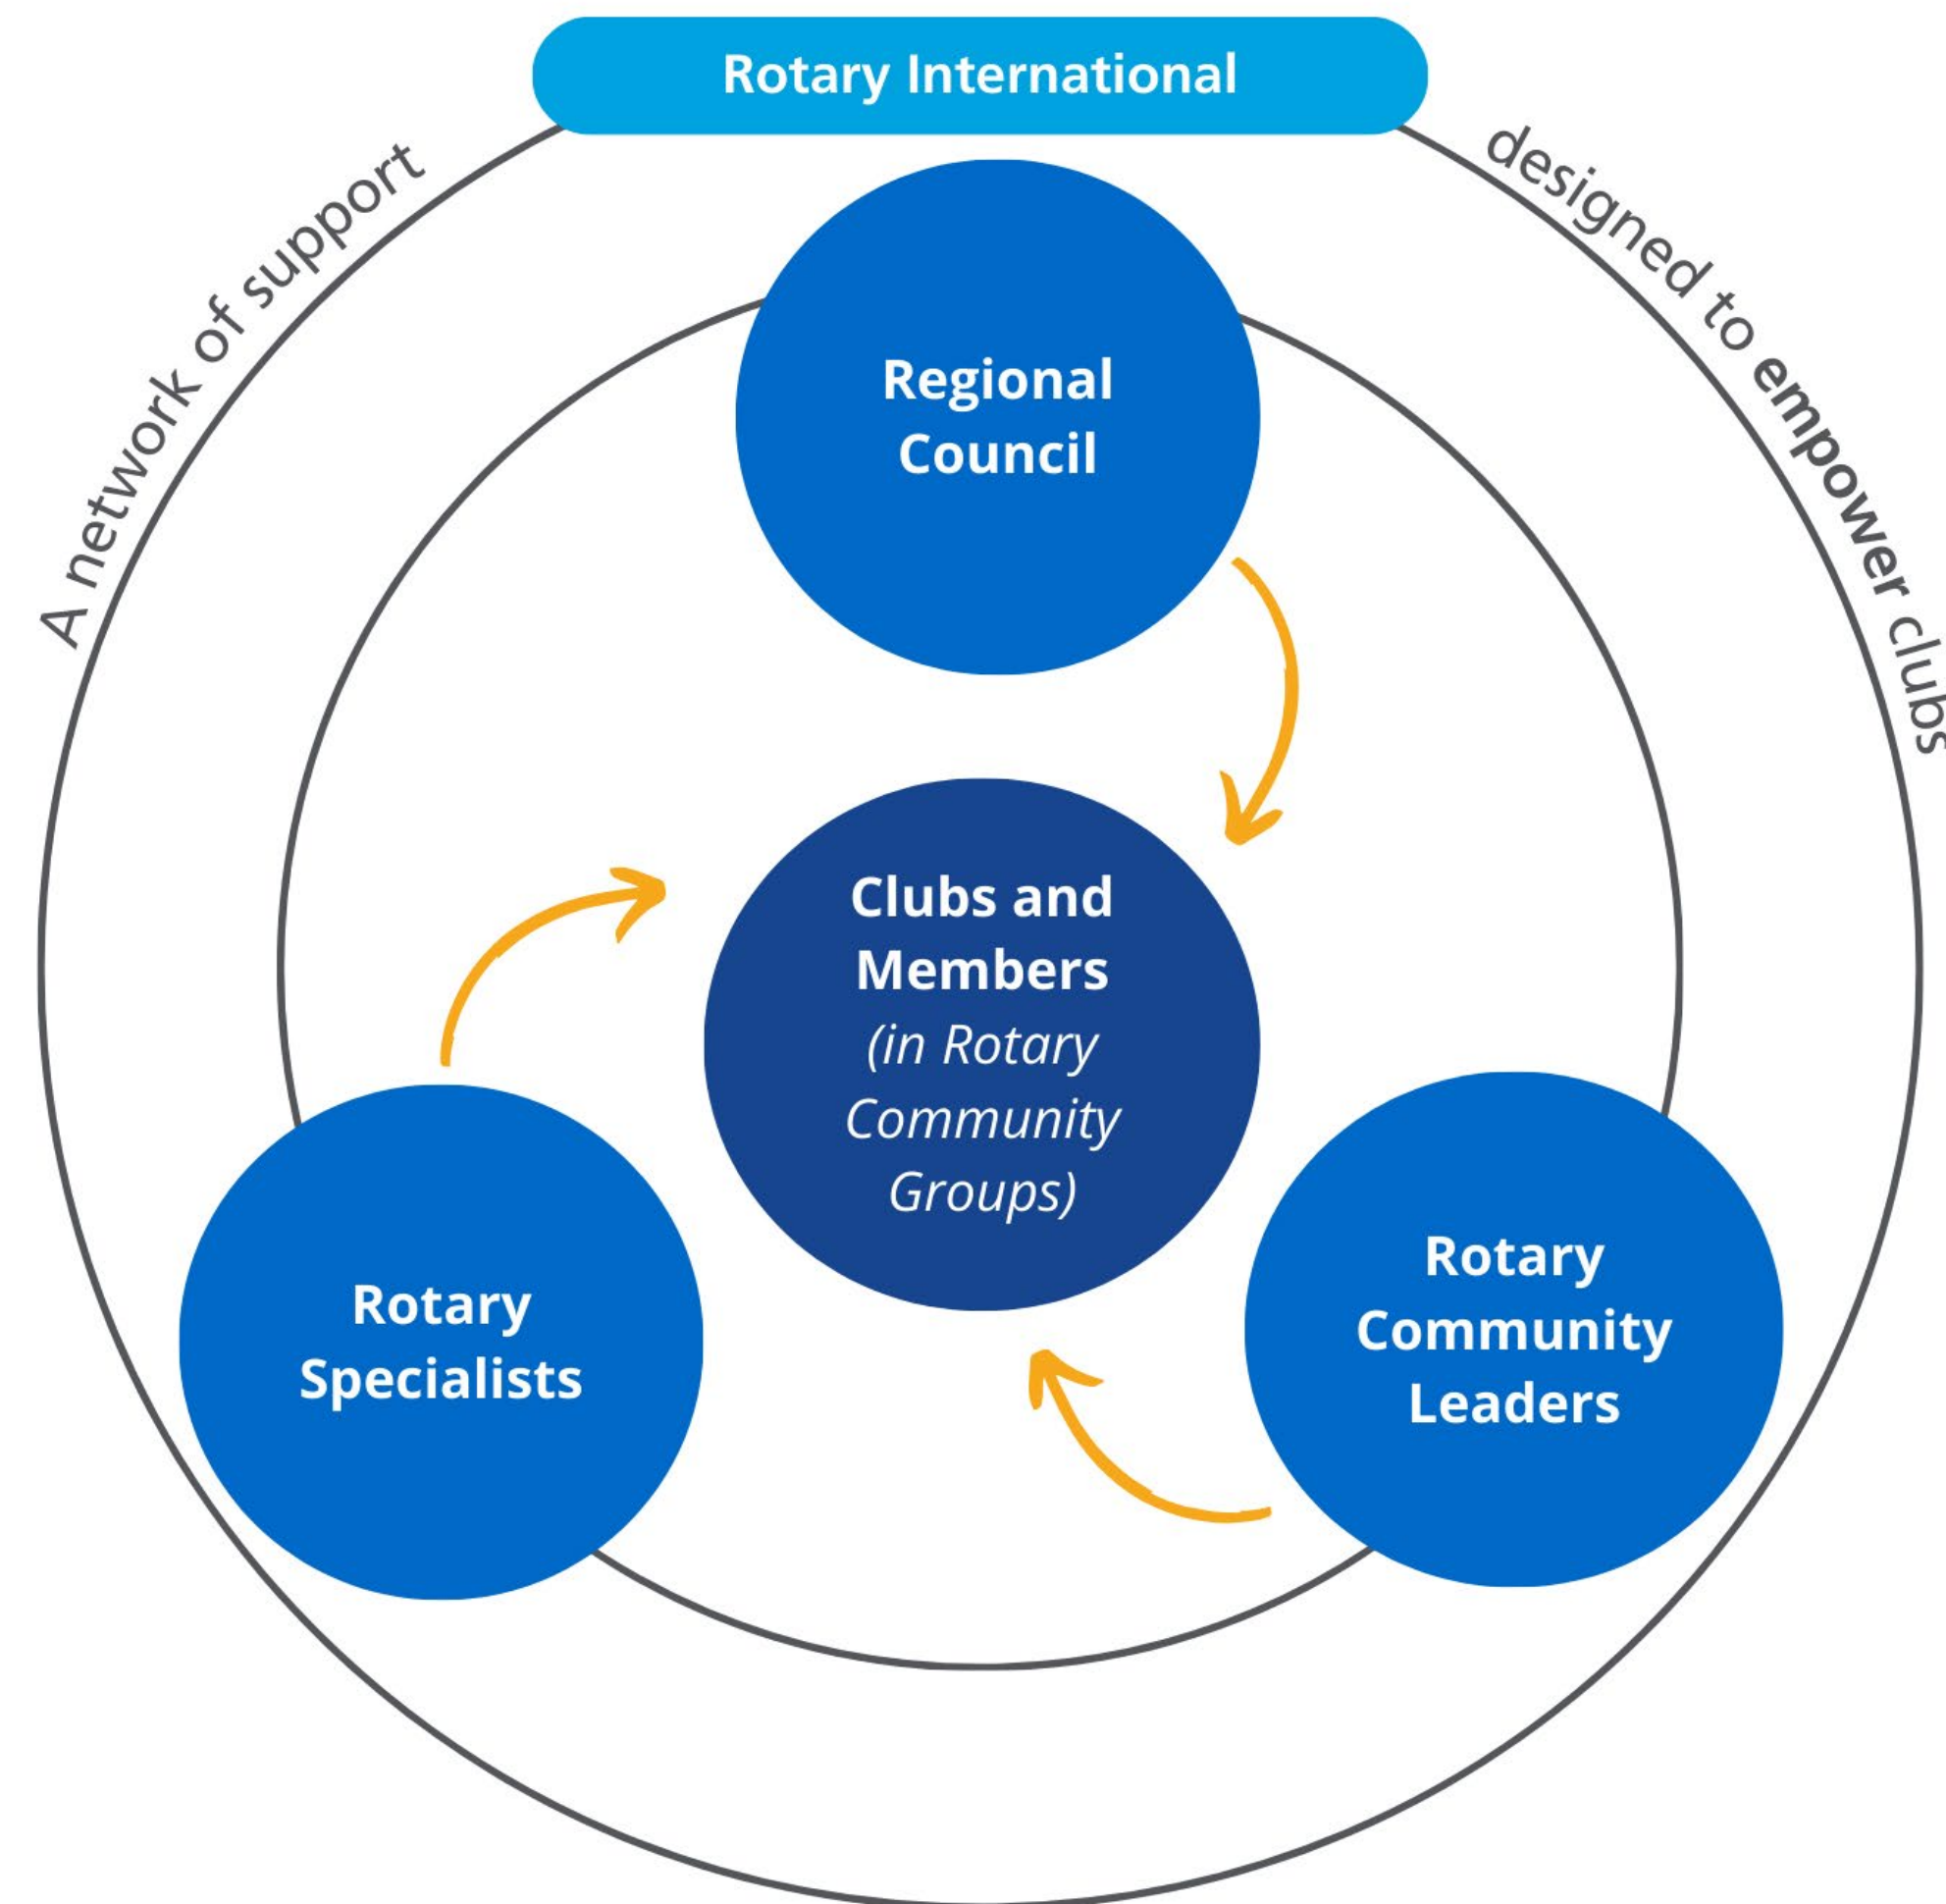 Rotary International
A network of support
designed to empower clubs
Regional
Council
Clubs and
Members
(in Rotary
Community
Groups)
Rotary
Specialists
Rotary
Community
Leaders